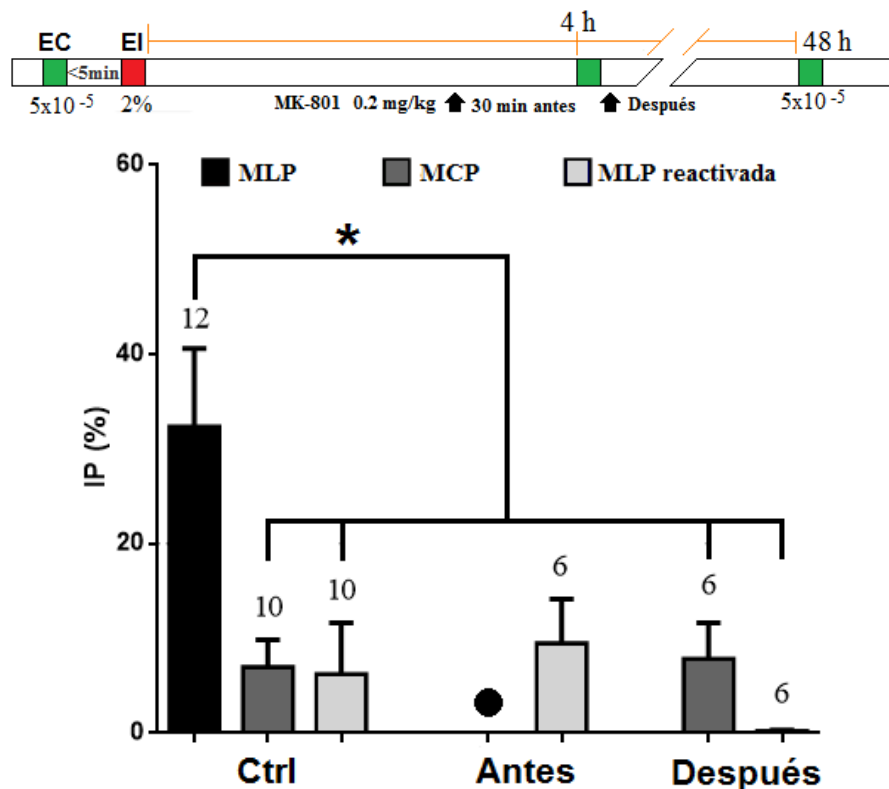 EC EI 4 h 48 h
<5min
5x10 -5 2% MK-801 0.2 mg/kg 30 min antes Después 5x10 -5
60
MLP MCP MLP reactivada
*
12
40
IP (%)
20
10 10 6 6 6
0
Ctrl Antes Después